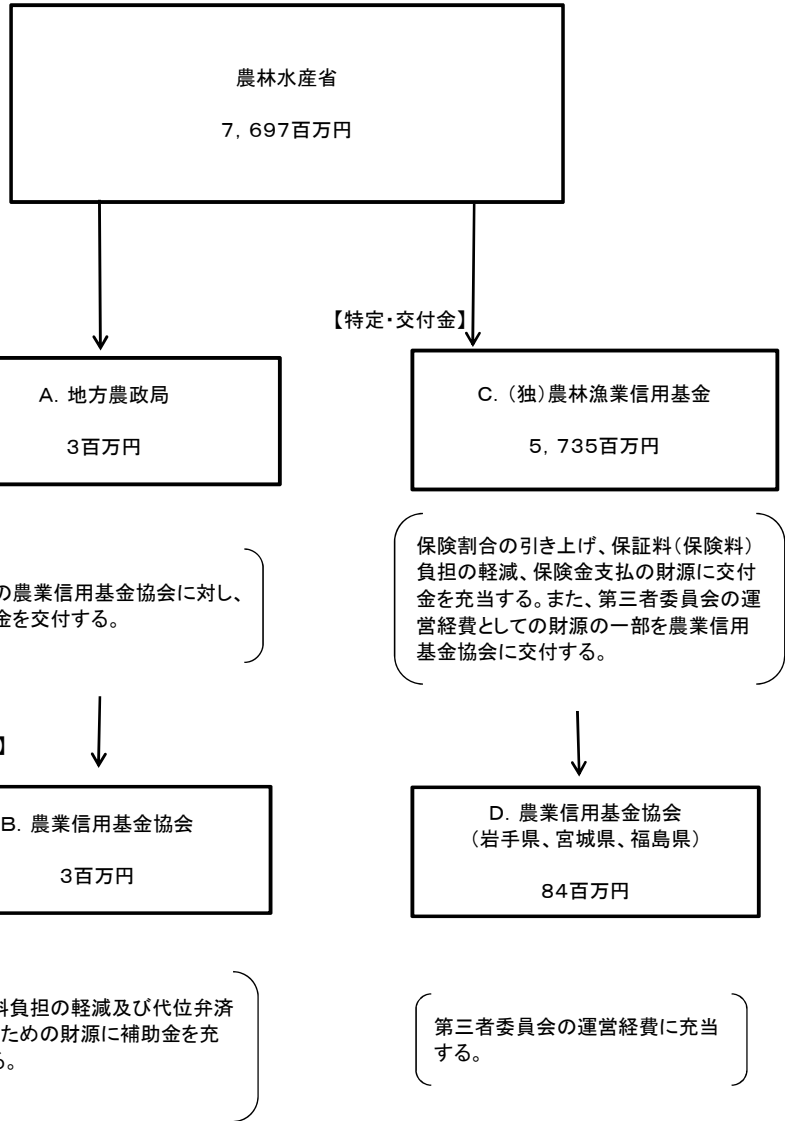 農林水産省
7,697百万円
【特定・交付金】
A. 地方農政局
3百万円
C. (独)農林漁業信用基金
5,735百万円
の農業信用基金協会に対し、
金を交付する。
保険割合の引き上げ、保証料(保険料)
負担の軽減、保険金支払の財源に交付
金を充当する。また、第三者委員会の運
営経費としての財源の一部を農業信用
基金協会に交付する。
】
B. 農業信用基金協会
3百万円
D. 農業信用基金協会
(岩手県、宮城県、福島県)
84百万円
料負担の軽減及び代位弁済
ための財源に補助金を充
る。
第三者委員会の運営経費に充当
する。